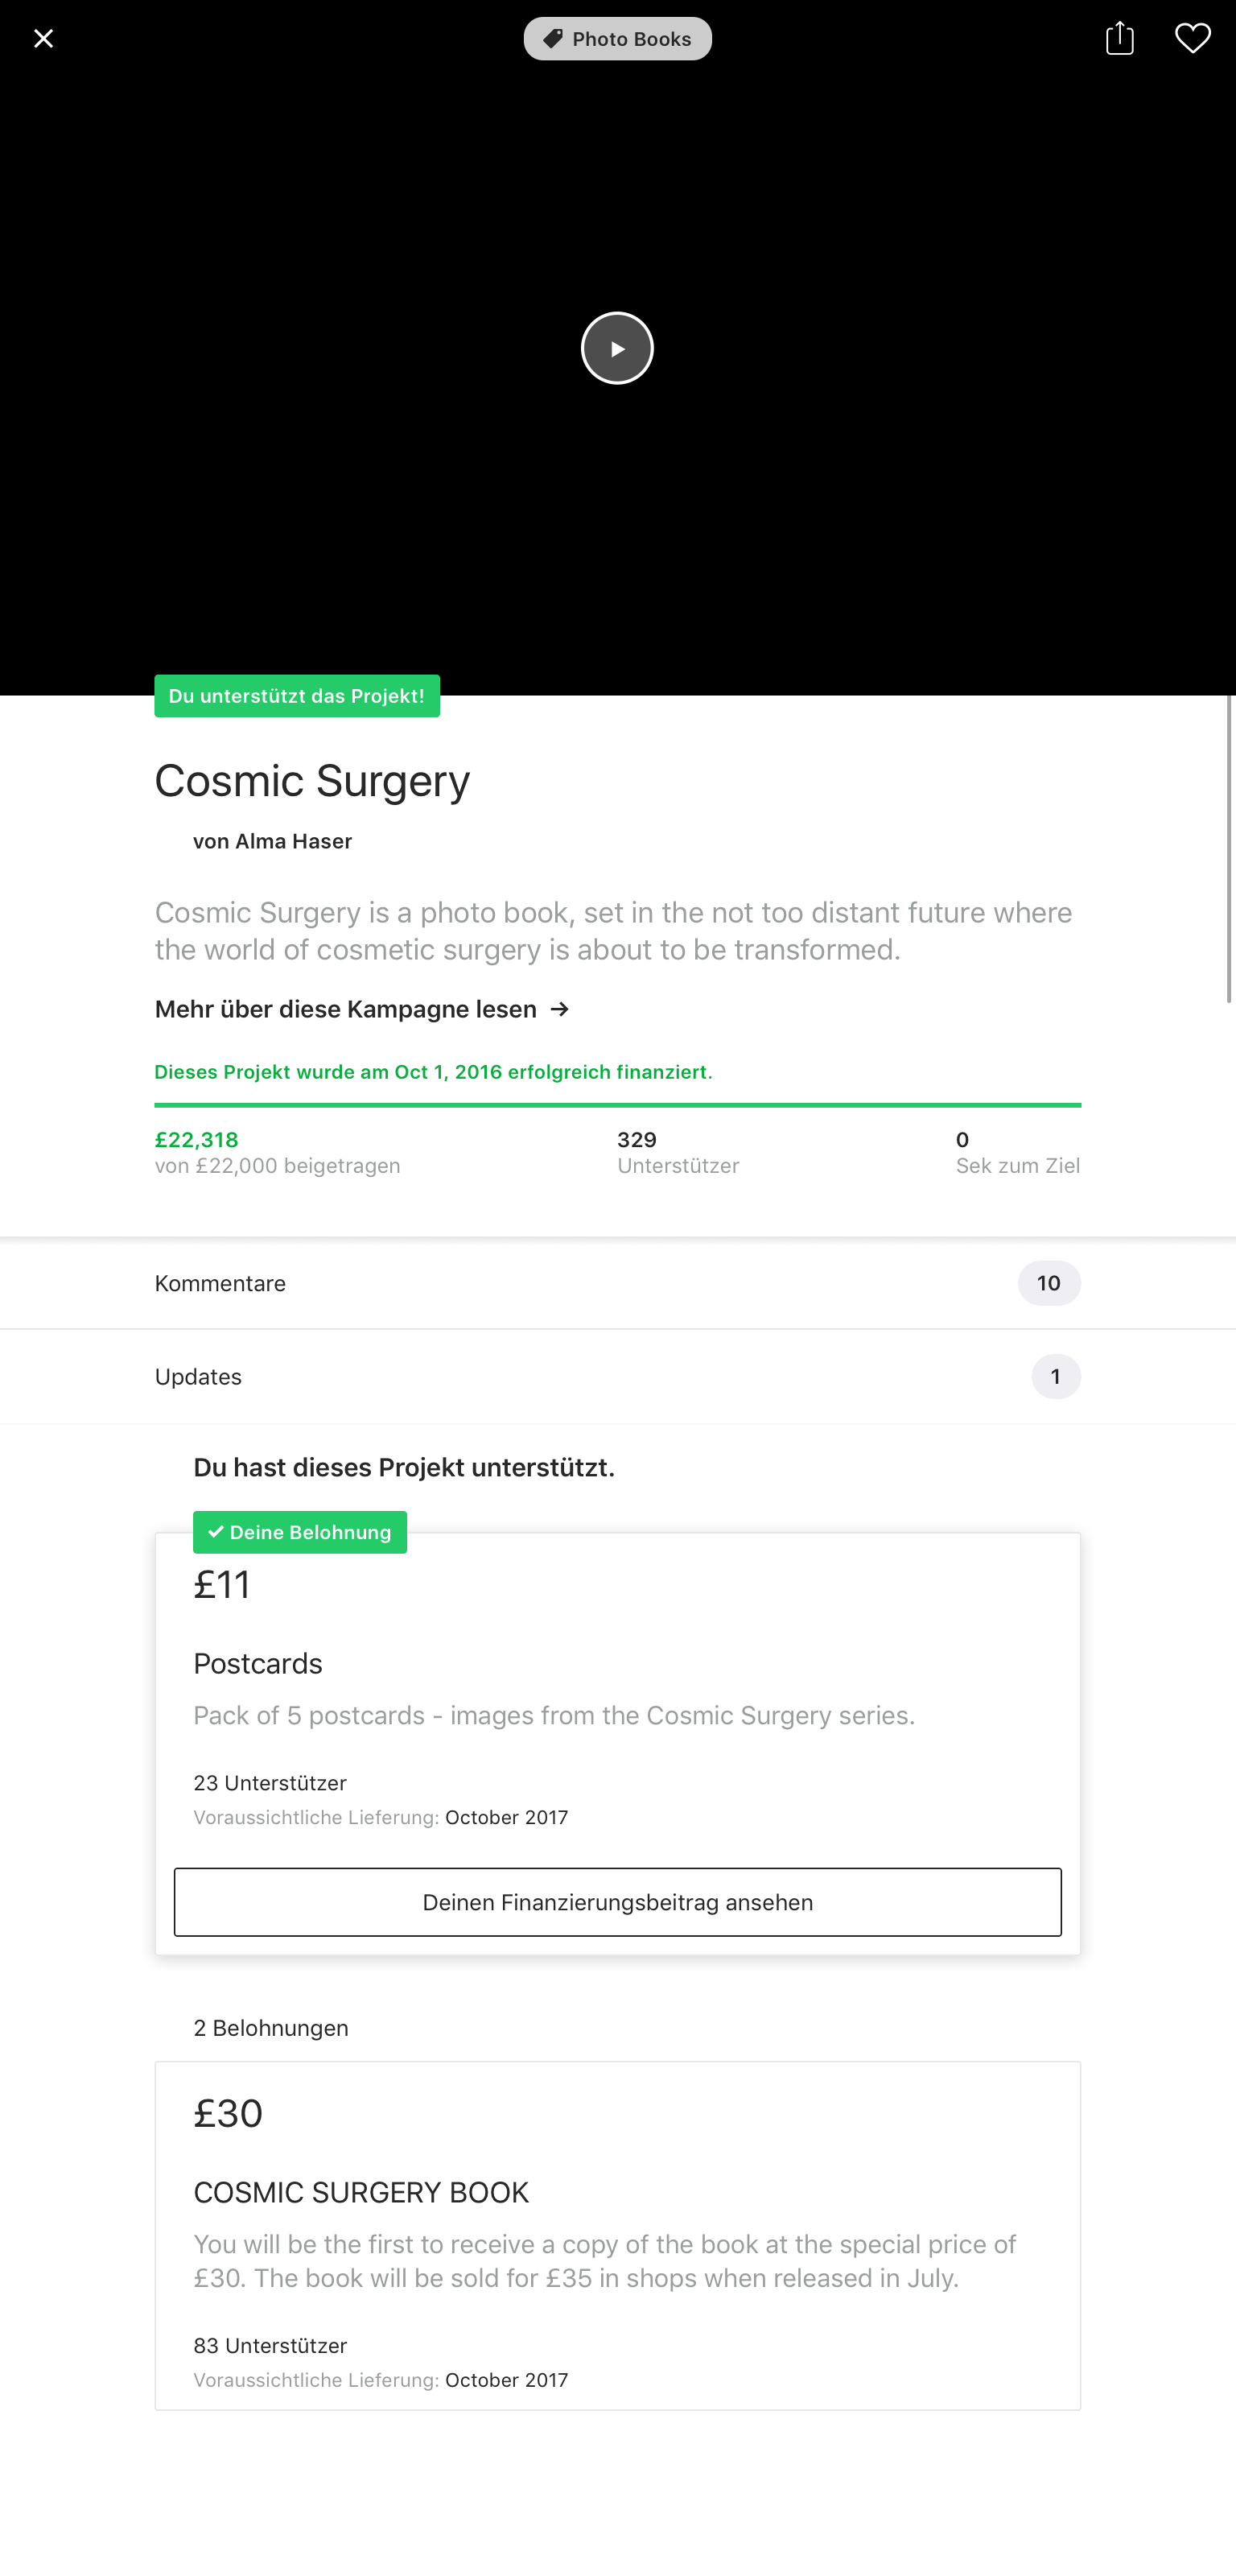 Photo Books
Du unterstützt das Projekt!
Cosmic Surgery
von Alma Haser
Cosmic Surgery is a photo book, set in the not too distant future where
the world of cosmetic surgery is about to be transformed.
Mehr über diese Kampagne lesen →
Dieses Projekt wurde am Oct 1, 2016 erfolgreich finanziert.
£22,318 329 0
von £22,000 beigetragen Unterstützer Sek zum Ziel
Kommentare 10
Updates 1
Du hast dieses Projekt unterstützt.
✓ Deine Belohnung
£11
Postcards
Pack of 5 postcards - images from the Cosmic Surgery series.
23 Unterstützer
Voraussichtliche Lieferung: October 2017
Deinen Finanzierungsbeitrag ansehen
2 Belohnungen
£30
COSMIC SURGERY BOOK
You will be the first to receive a copy of the book at the special price of
£30. The book will be sold for £35 in shops when released in July.
83 Unterstützer
Voraussichtliche Lieferung: October 2017